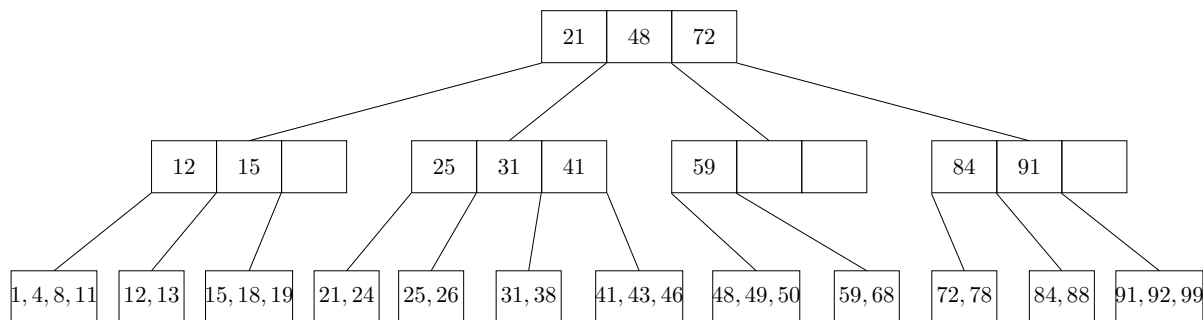 21 48 72
12 15 25 31 41 59 84 91
1, 4, 8, 11 12, 13 15, 18, 19 21, 24 25, 26 31, 38 41, 43, 46 48, 49, 50 59, 68 72, 78 84, 88 91, 92, 99